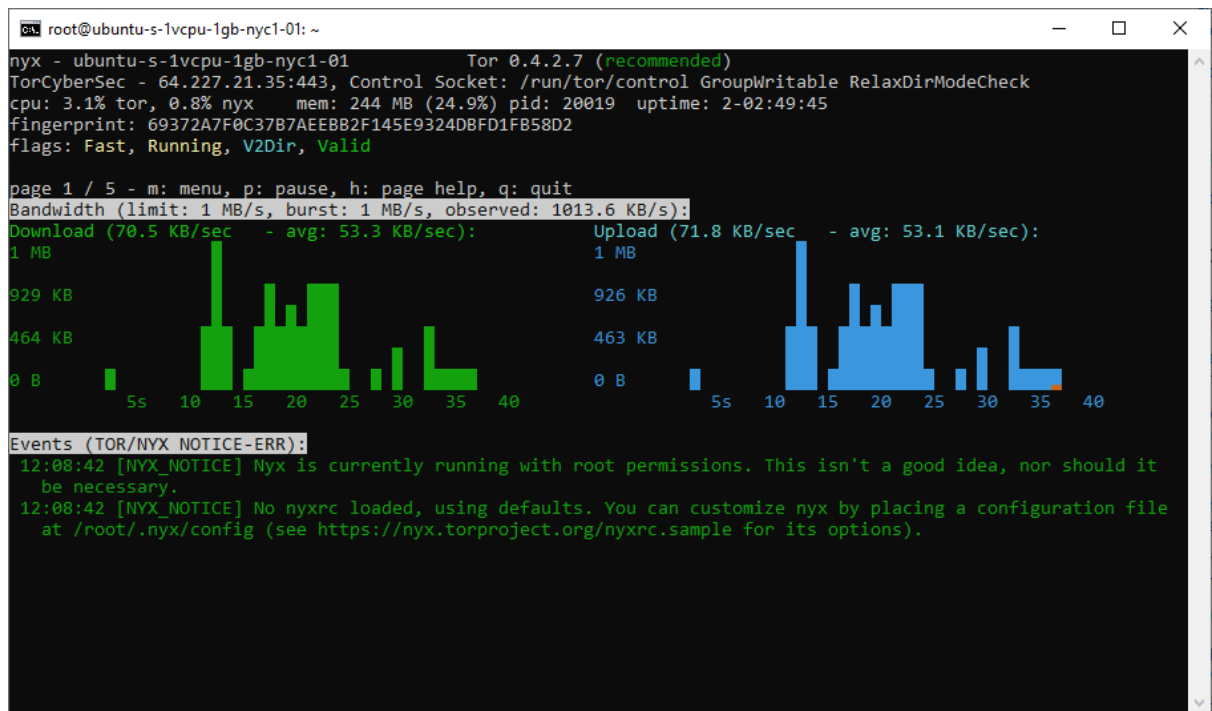 root@ubuntu-s-1vcpu-1gb-nyc1-01: ~
nyx - ubuntu-s-1vcpu-1gb-nyc1-01 Tor 0.4.2.7 (recommended)
TorCyberSec - 64.227.21.35:443, Control Socket: /run/tor/control GroupWritable RelaxDirModeCheck
cpu: 3.1% tor, 0.8% nyx mem: 244 MB (24.9%) pid: 20019 uptime: 2-02:49:45
fingerprint: 69372A7F0C37B7AEEBB2F145E9324DBFD1FB58D2
flags: Fast, Running, V2Dir, Valid
page 1 / 5 - m: menu, p: pause, h: page help, q: quit
Bandwidth (limit: 1 MB/s, burst: 1 MB/s, observed: 1013.6 KB/s):
Download (70.5 KB/sec - avg: 53.3 KB/sec): Upload (71.8 KB/sec - avg: 53.1 KB/sec):
1 MB 1 MB
929 KB 926 KB
464 KB 463 KB
0 B 0 B
5s 10 15 20 25 30 35 40 5s 10 15 20 25 30 35 40
Events (TOR/NYX NOTICE-ERR):
12:08:42 [NYX_NOTICE] Nyx is currently running with root permissions. This isn't a good idea, nor should it
be necessary.
12:08:42 [NYX_NOTICE] No nyxrc loaded, using defaults. You can customize nyx by placing a configuration file
at /root/.nyx/config (see https://nyx.torproject.org/nyxrc.sample for its options).